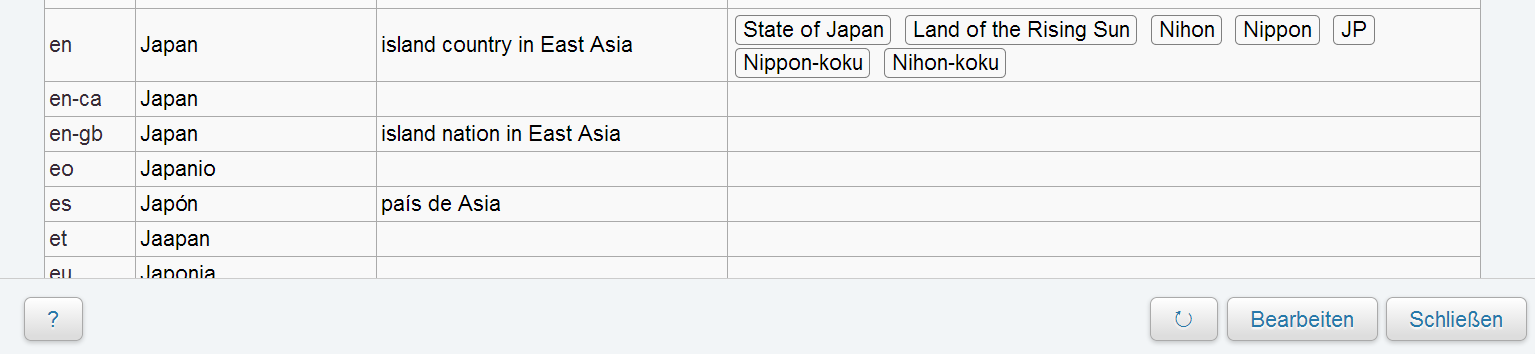 en Japan island country in East Asia State of Japan Land of the Rising Sun Nihon Nippon JP
Nippon-koku Nihon-koku
en-ca Japan
en-gb Japan island nation in East Asia
eo Japanio
es Japón país de Asia
et Jaapan
eu Japonia
? Bearbeiten Schließen